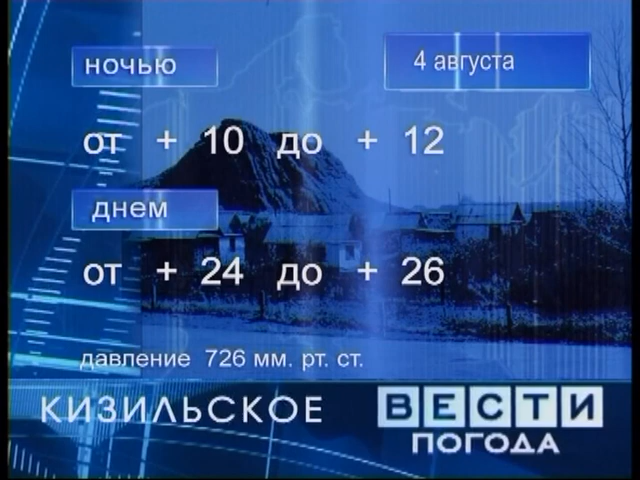 ночью
4 августа
от + 10 до + 12
днем
от + 24 до + 26
давление 726 мм. рт. ст.
КИЗИЛЬСКОЕ
ВЕСТИ
ПОГОДА